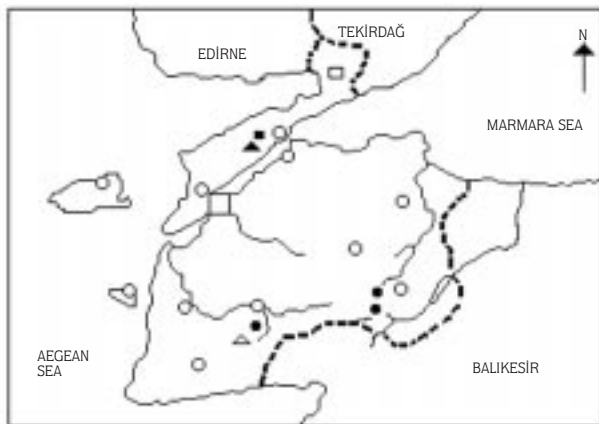 TEKİRDAĞ
EDİRNE
N
MARMARA SEA
AEGEAN
SEA
BALIKESİR